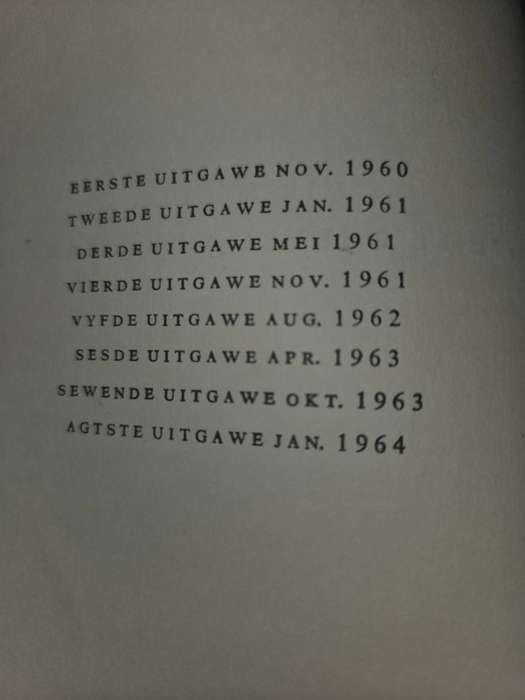 EERSTE UITGAWE NOV. 1960
TWEEDE UITGAWE JAN. 1961
DERDE UITGAWE MEI 1961
VIERDE UITGAWE NOV. 1961
VYFDE UITGAWE AUG. 1962
SESDE UITGAWE APR. 1963
SEWENDE UITGAWE OKT. 1963
AGTSTE UITGAWE JAN. 1964